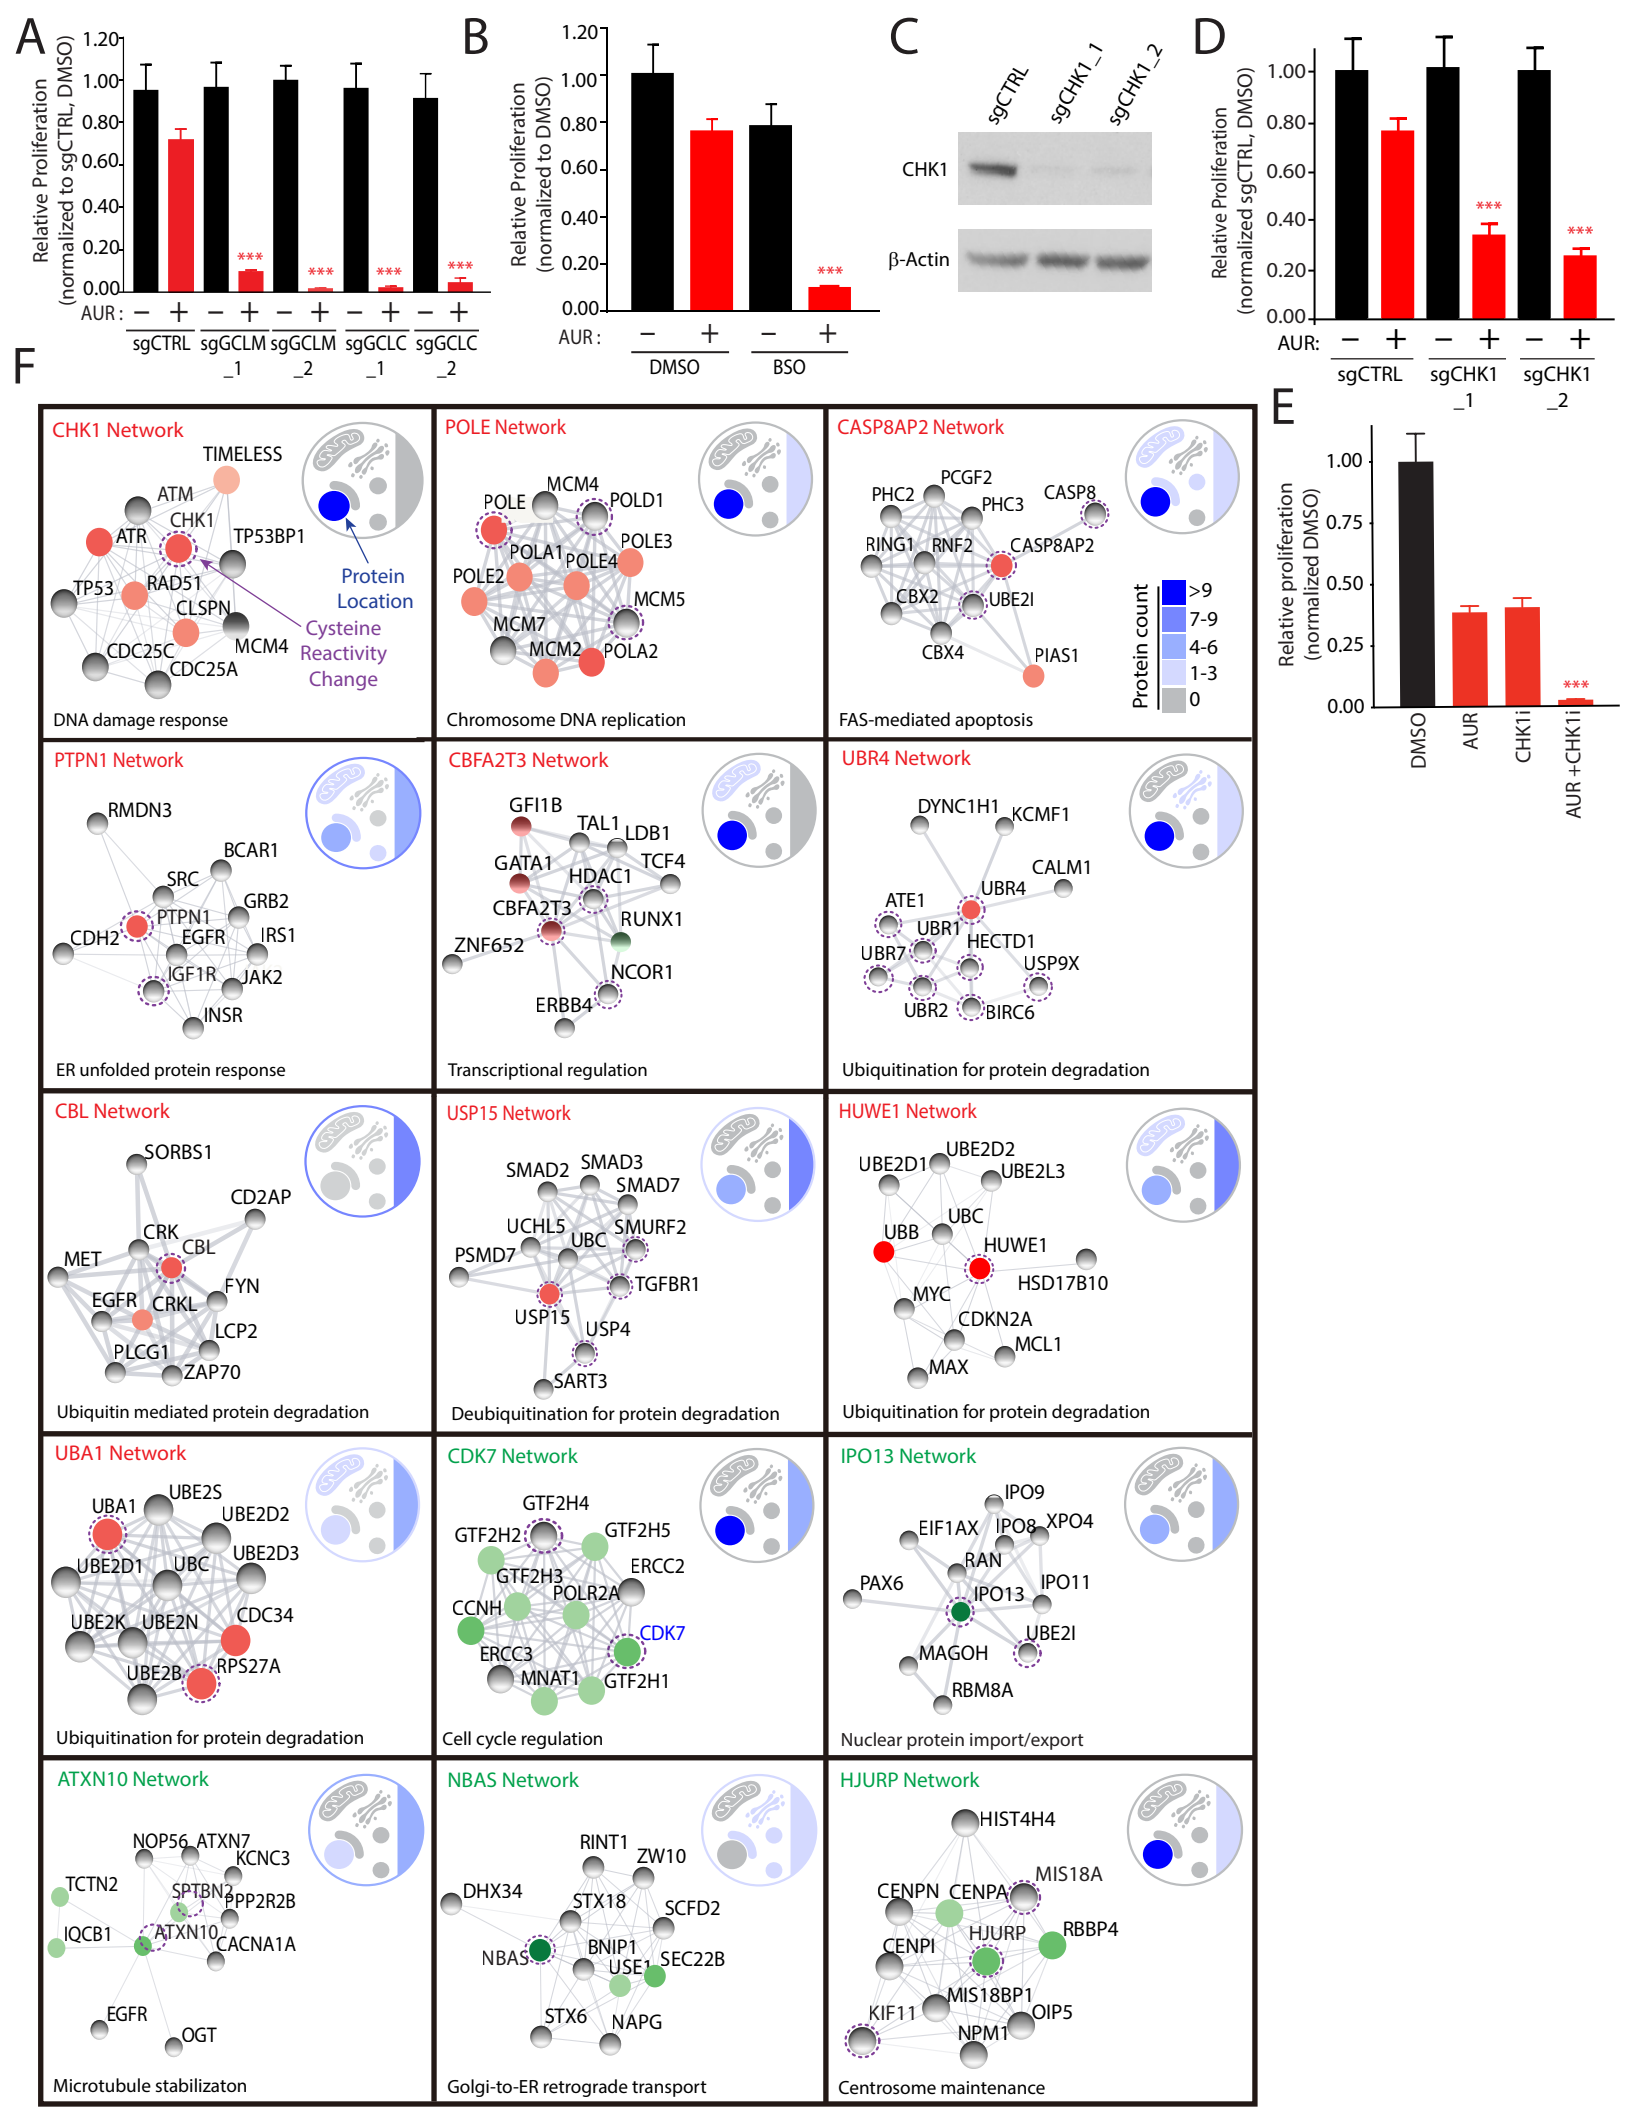 A
Relative Proliferation
(normalized to sgCTRL, DMSO)
1.20
1.00
0.80
0.60
0.40
0.20
0.00
*** *** *** ***
AUR : − + − + − + − + − +
sgCTRL sgGCLM sgGCLM sgGCLC sgGCLC
_1 _2 _1 _2
B
Relative Proliferation
(normalized to DMSO)
1.20
1.00
0.80
0.60
0.40
0.20
0.00
***
AUR : − + − +
DMSO BSO
C
sgCTRL
sgCHK1_1
sgCHK1_2
CHK1
β-Actin
D
Relative Proliferation
(normalized sgCTRL, DMSO)
1.00
0.80
0.60
0.40
0.20
0.00
*** ***
AUR: − + − + − +
sgCTRL sgCHK1 sgCHK1
_1 _2
E
Relative proliferation
(normalized DMSO)
1.00
0.75
0.50
0.25
0.00
***
DMSO
AUR
CHK1i
AUR +CHK1i
F
CHK1 Network
TIMELESS
ATM
CHK1
ATR
TP53BP1
TP53
RAD51
CLSPN
MCM4
CDC25C
CDC25A
Protein
Location
Cysteine
Reactivity
Change
DNA damage response
POLE Network
MCM4
POLE
POLD1
POLA1
POLE3
POLE4
POLE2
MCM5
MCM7
MCM2
POLA2
Chromosome DNA replication
CASP8AP2 Network
PCGF2
PHC2
PHC3
CASP8
RING1
RNF2
CASP8AP2
CBX2
UBE2I
CBX4
PIAS1
Protein count
>9
7-9
4-6
1-3
0
FAS-mediated apoptosis
PTPN1 Network
RMDN3
BCAR1
SRC
GRB2
PTPN1
CDH2
EGFR
IRS1
IGF1R
JAK2
INSR
ER unfolded protein response
CBFA2T3 Network
GFI1B
TAL1
LDB1
GATA1
TCF4
HDAC1
CBFA2T3
RUNX1
ZNF652
NCOR1
ERBB4
Transcriptional regulation
UBR4 Network
DYNC1H1
KCMF1
CALM1
UBR4
ATE1
UBR1
HECTD1
UBR7
USP9X
UBR2
BIRC6
Ubiquitination for protein degradation
CBL Network
SORBS1
CD2AP
CRK
CBL
MET
FYN
EGFR
CRKL
LCP2
PLCG1
ZAP70
Ubiquitin mediated protein degradation
USP15 Network
SMAD2
SMAD3
SMAD7
UCHL5
SMURF2
UBC
PSMD7
TGFBR1
USP15
USP4
SART3
Deubiquitination for protein degradation
HUWE1 Network
UBE2D2
UBE2D1
UBE2L3
UBC
UBB
HUWE1
HSD17B10
MYC
CDKN2A
MCL1
MAX
Ubiquitination for protein degradation
UBA1 Network
UBE2S
UBA1
UBE2D2
UBE2D1
UBC
UBE2D3
UBE2K
UBE2N
CDC34
UBE2B
RPS27A
Ubiquitination for protein degradation
CDK7 Network
GTF2H4
GTF2H2
GTF2H5
ERCC2
GTF2H3
POLR2A
CCNH
CDK7
ERCC3
MNAT1
GTF2H1
Cell cycle regulation
IPO13 Network
IPO9
EIF1AX
IPO8
XPO4
RAN
PAX6
IPO13
IPO11
UBE2I
MAGOH
RBM8A
Nuclear protein import/export
ATXN10 Network
NOP56
ATXN7
KCNC3
TCTN2
SPTBN2
PPP2R2B
IQCB1
ATXN10
CACNA1A
EGFR
OGT
Microtubule stabilizaton
NBAS Network
RINT1
ZW10
DHX34
STX18
SCFD2
NBAS
BNIP1
USE1
SEC22B
STX6
NAPG
Golgi-to-ER retrograde transport
HJURP Network
HIST4H4
MIS18A
CENPN
CENPA
HJURP
RBBP4
CENPI
MIS18BP1
KIF11
OIP5
NPM1
Centrosome maintenance